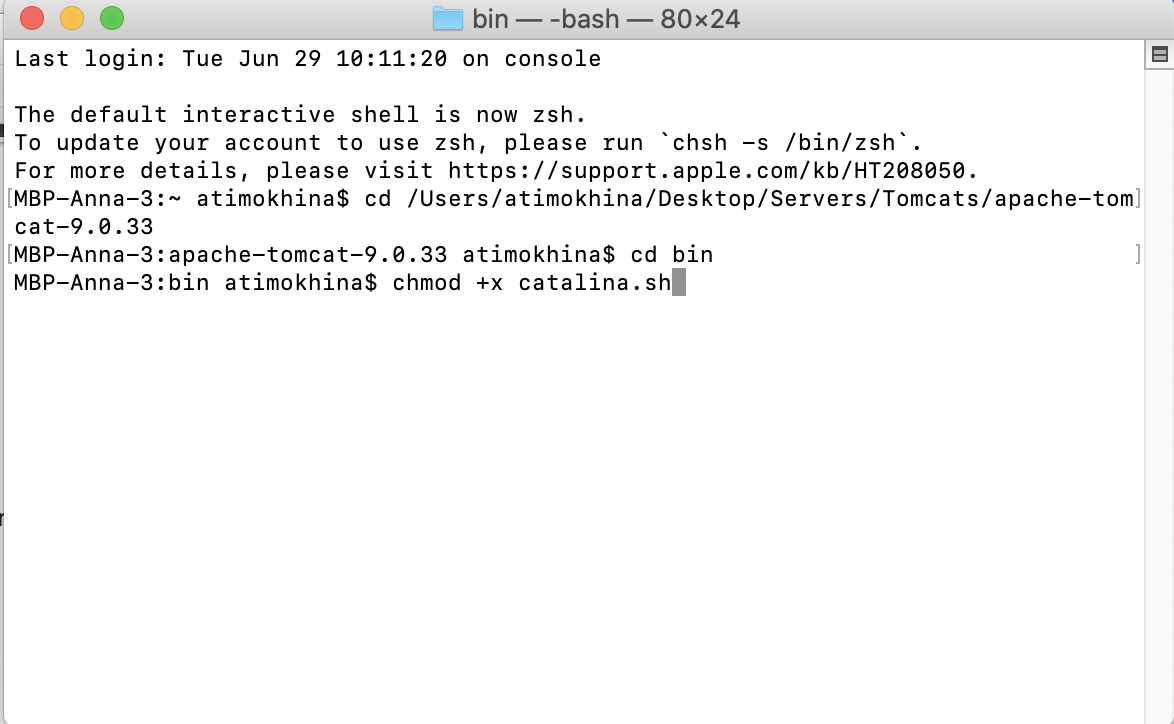 bin — -bash — 80×24
Last login: Tue Jun 29 10:11:20 on console
The default interactive shell is now zsh.
To update your account to use zsh, please run `chsh -s /bin/zsh`.
For more details, please visit https://support.apple.com/kb/HT208050.
[MBP-Anna-3:~ atimokhina$ cd /Users/atimokhina/Desktop/Servers/Tomcats/apache-tom]
cat-9.0.33
[MBP-Anna-3:apache-tomcat-9.0.33 atimokhina$ cd bin ]
MBP-Anna-3:bin atimokhina$ chmod +x catalina.sh